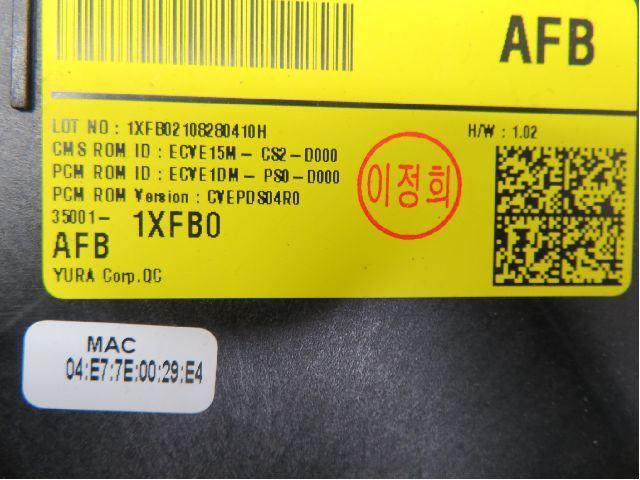 AFB
LOT NO : 1XFB02108280410H
H/W : 1.02
CMS ROM ID : ECVE15M - CS2-D000
PCM ROM ID : ECVE1DM - PS0-D000
PCM ROM Version : CVEPDS04R0
이정희
35001- 1XFB0
AFB
YURA Corp.QC
MAC
04:E7:7E:00:29:E4